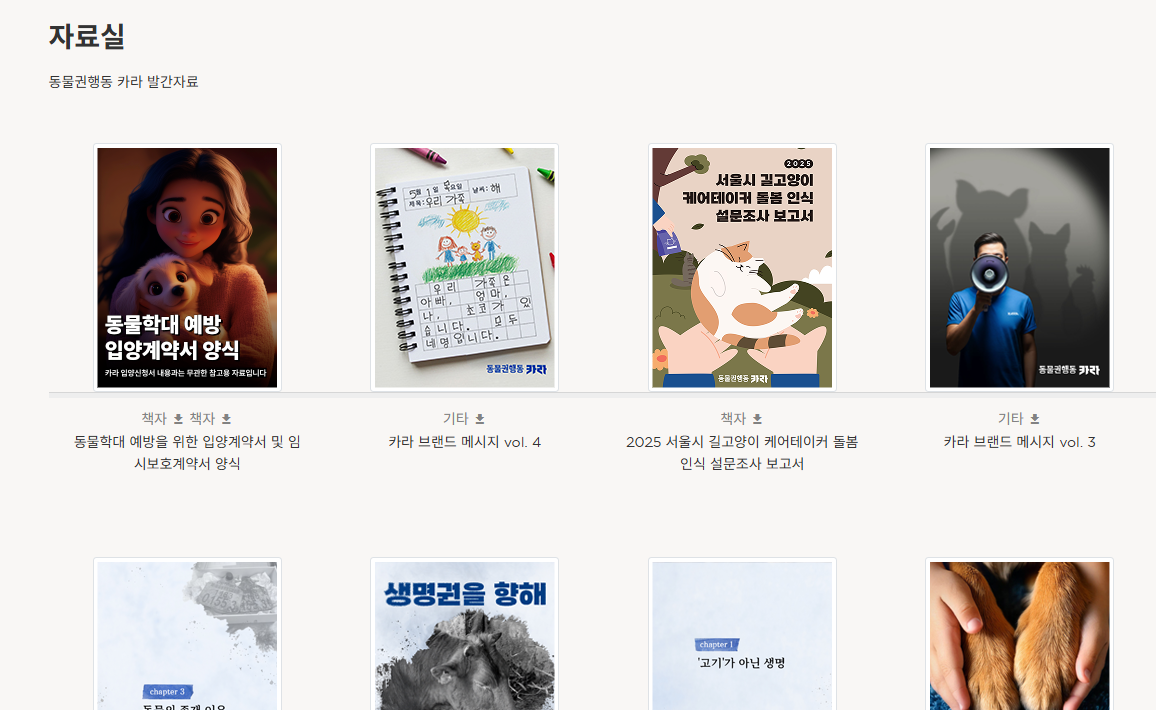 자료실
동물권행동 카라 발간자료
동물학대 예방
입양계약서 양식
카라 입양신청서 내용과는 무관한 참고용 자료입니다
5월 1일 목요일 날씨: 해
제목: 우리 가족
우리 가족은
아빠, 엄마,
나, 초코가 있
습니다. 모두
네명입니다.
동물권행동 카라
2025
서울시 길고양이
케어테이커 돌봄 인식
설문조사 보고서
동물권행동 카라
동물권행동 카라
책자 책자
동물학대 예방을 위한 입양계약서 및 임
시보호계약서 양식
기타
카라 브랜드 메시지 vol. 4
책자
2025 서울시 길고양이 케어테이커 돌봄
인식 설문조사 보고서
기타
카라 브랜드 메시지 vol. 3
chapter 3
생명권을 향해
chapter 1
'고기'가 아닌 생명